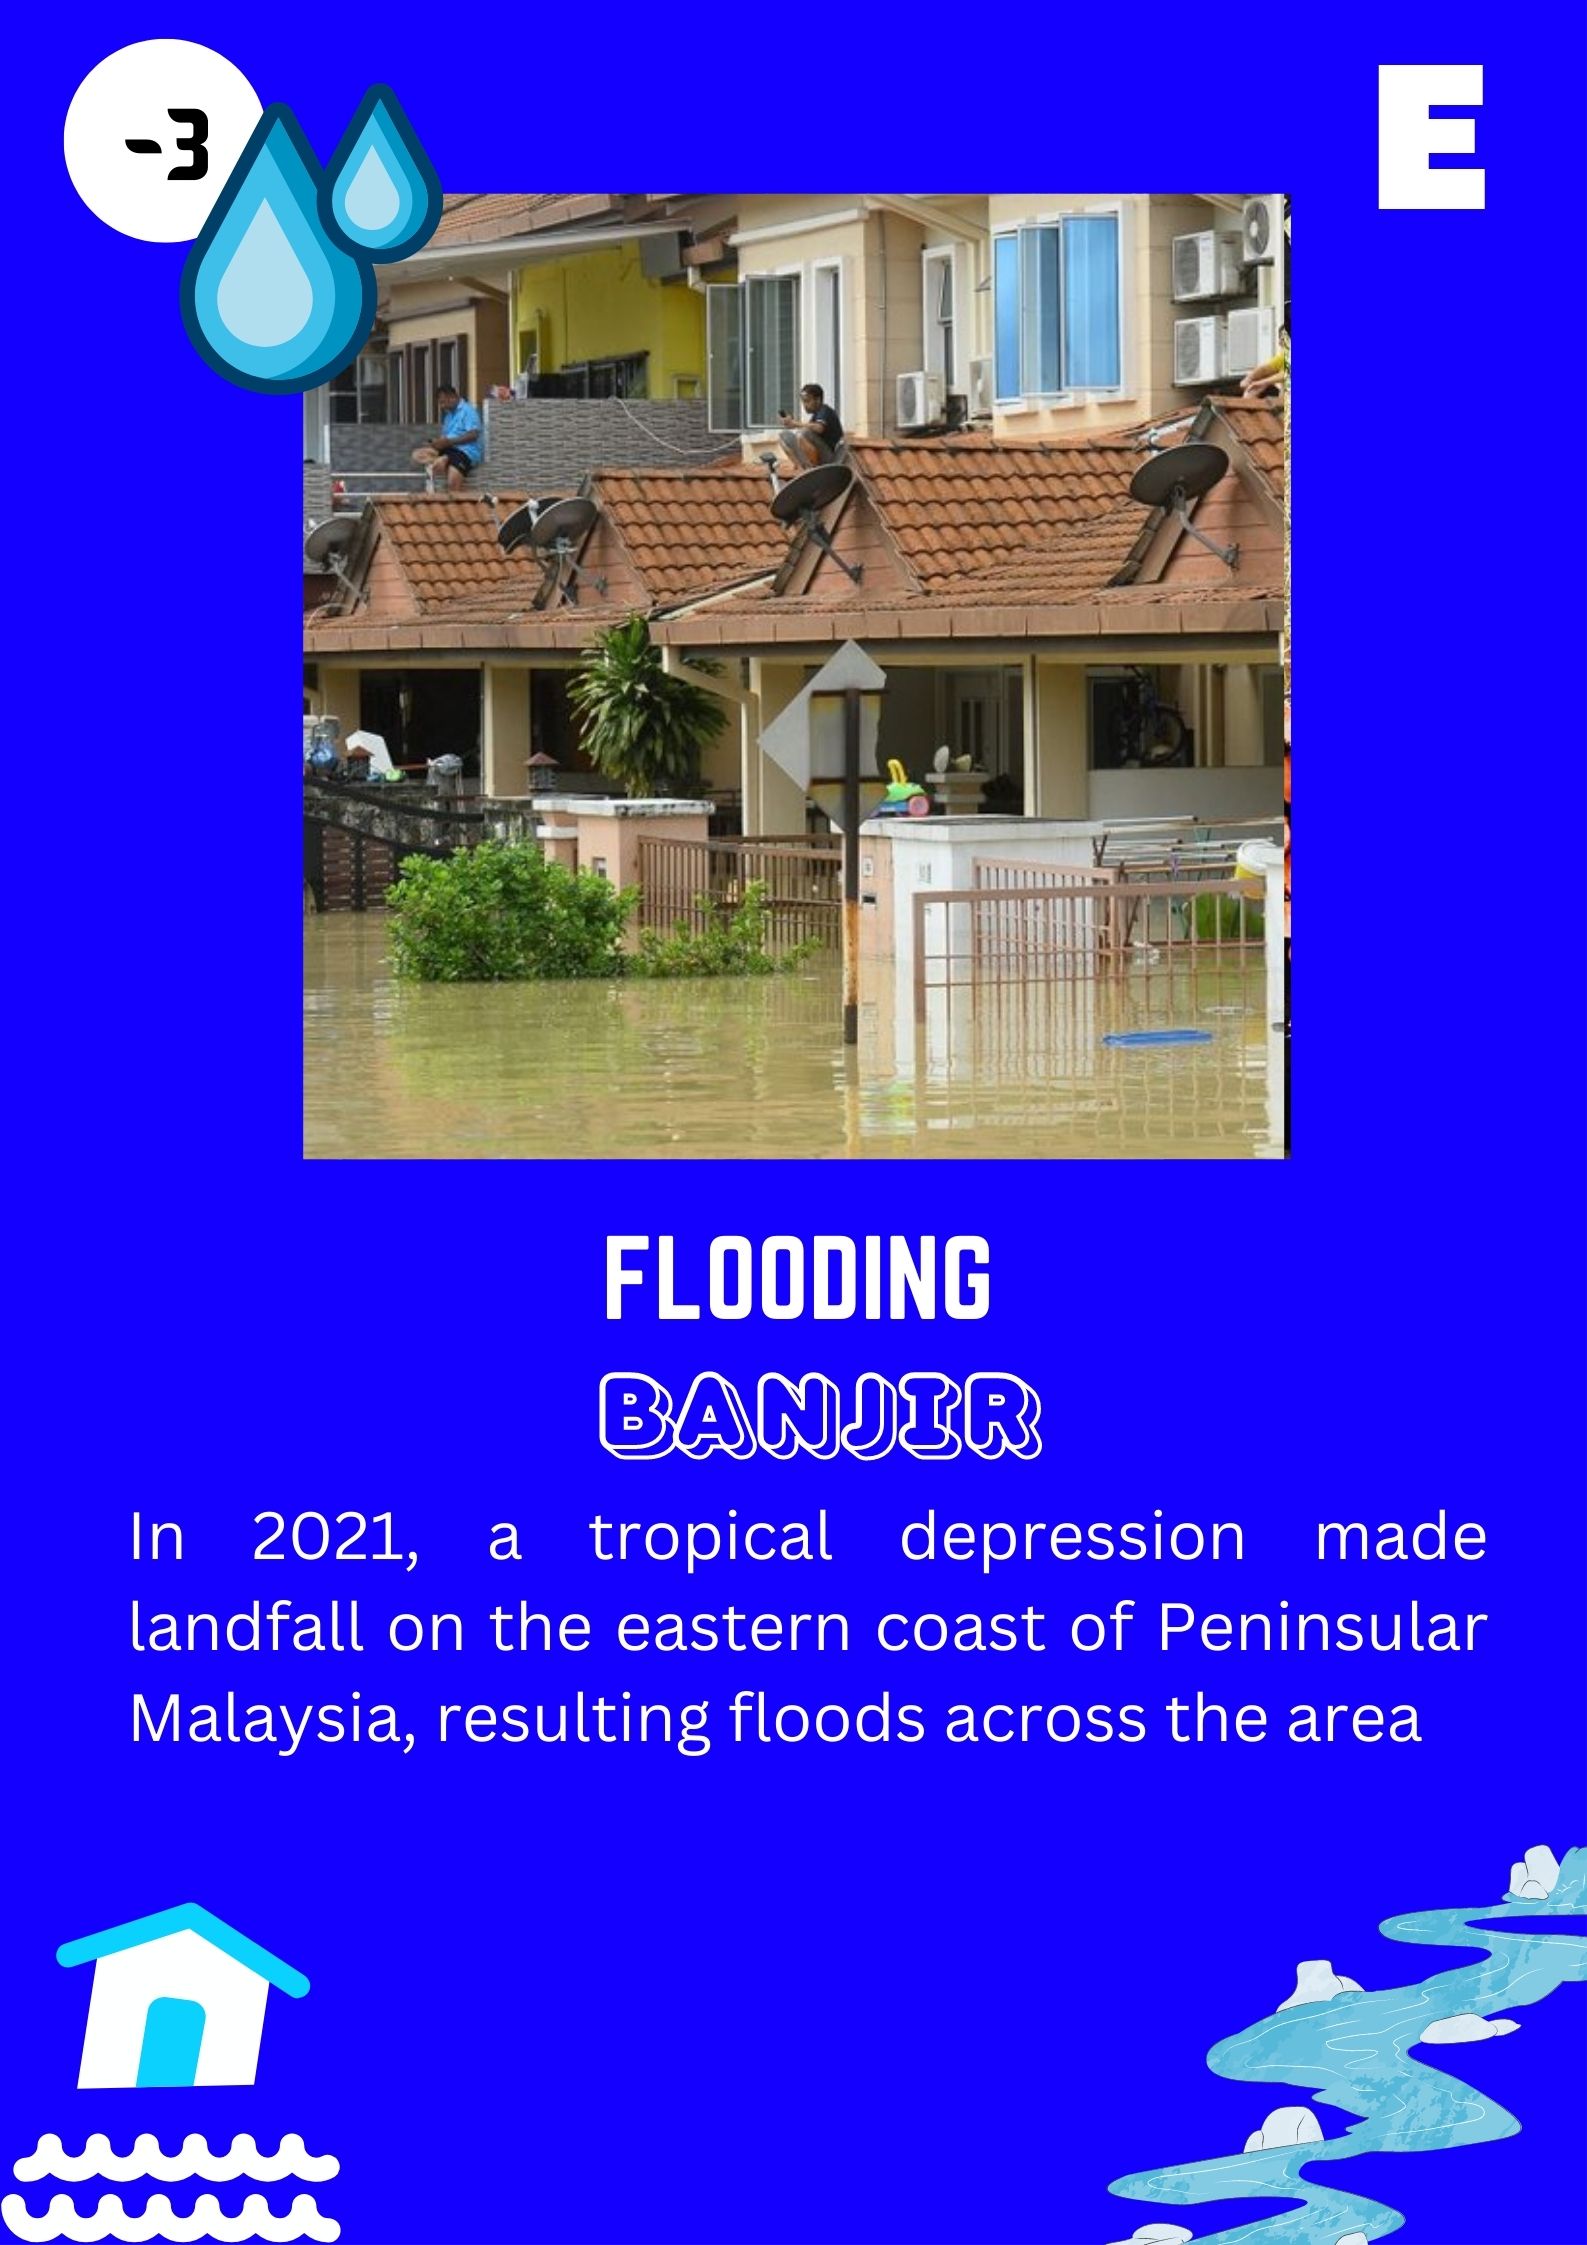 -3
E
FLOODING
BANJIR
In 2021, a tropical depression made
landfall on the eastern coast of Peninsular
Malaysia, resulting floods across the area